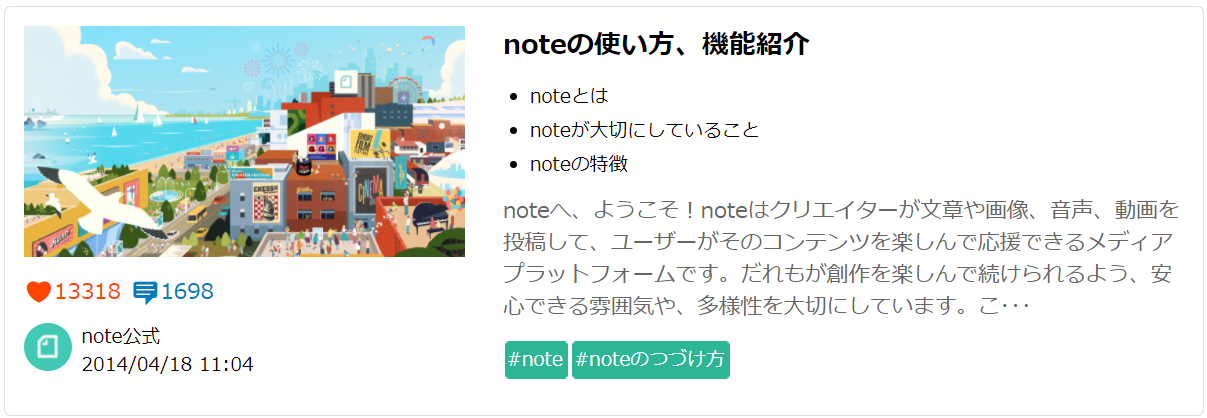 noteの使い方、機能紹介
noteとは
noteが大切にしていること
noteの特徴
noteへ、ようこそ！noteはクリエイターが文章や画像、音声、動画を
投稿して、ユーザーがそのコンテンツを楽しんで応援できるメディア
プラットフォームです。だれもが創作を楽しんで続けられるよう、安
心できる雰囲気や、多様性を大切にしています。こ･･･
#note #noteのつづけ方
SHORT
FILM
FESTIVAL
CHESS
CINEMA
13318 1698
note公式
2014/04/18 11:04